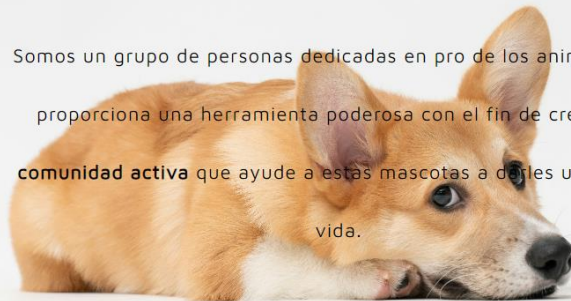 Somos un grupo de personas dedicadas en pro de los
proporciona una herramienta poderosa con el fin de
comunidad activa que ayude a estas mascotas a darles
vida.